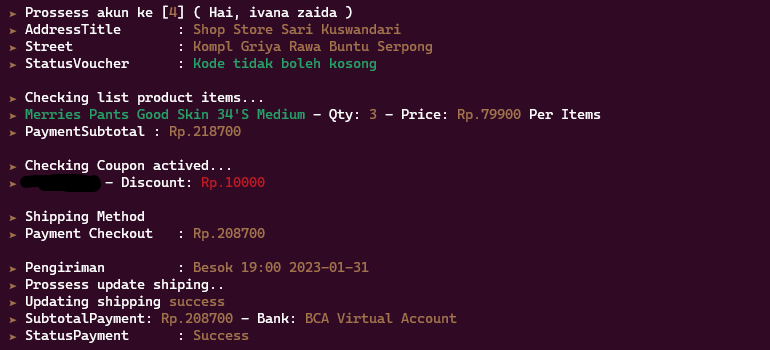 ➤ Prossess akun ke [4] ( Hai, ivana zaida )
➤ AddressTitle : Shop Store Sari Kuswandari
➤ Street : Kompl Griya Rawa Buntu Serpong
➤ StatusVoucher : Kode tidak boleh kosong
➤ Checking list product items...
➤ Merries Pants Good Skin 34'S Medium - Qty: 3 - Price: Rp.79900 Per Items
➤ PaymentSubtotal : Rp.218700
➤ Checking Coupon actived...
➤ - Discount: Rp.10000
➤ Shipping Method
➤ Payment Checkout : Rp.208700
➤ Pengiriman : Besok 19:00 2023-01-31
➤ Prossess update shiping..
➤ Updating shipping success
➤ SubtotalPayment: Rp.208700 - Bank: BCA Virtual Account
➤ StatusPayment : Success